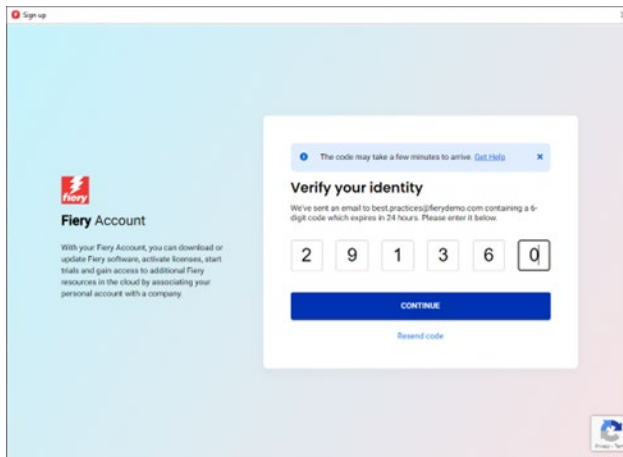 Sign up
The code may take a few minutes to arrive. Get Help
Verify your identity
We've sent an email to best.practices@fierydemo.com containing a 6-
digit code which expires in 24 hours. Please enter it below.
2 9 1 3 6 0
CONTINUE
Resend code
fiery
Fiery Account
With your Fiery Account, you can download or
update Fiery software, activate licenses, start
trials and gain access to additional Fiery
resources in the cloud by associating your
personal account with a company.
Privacy - Ter